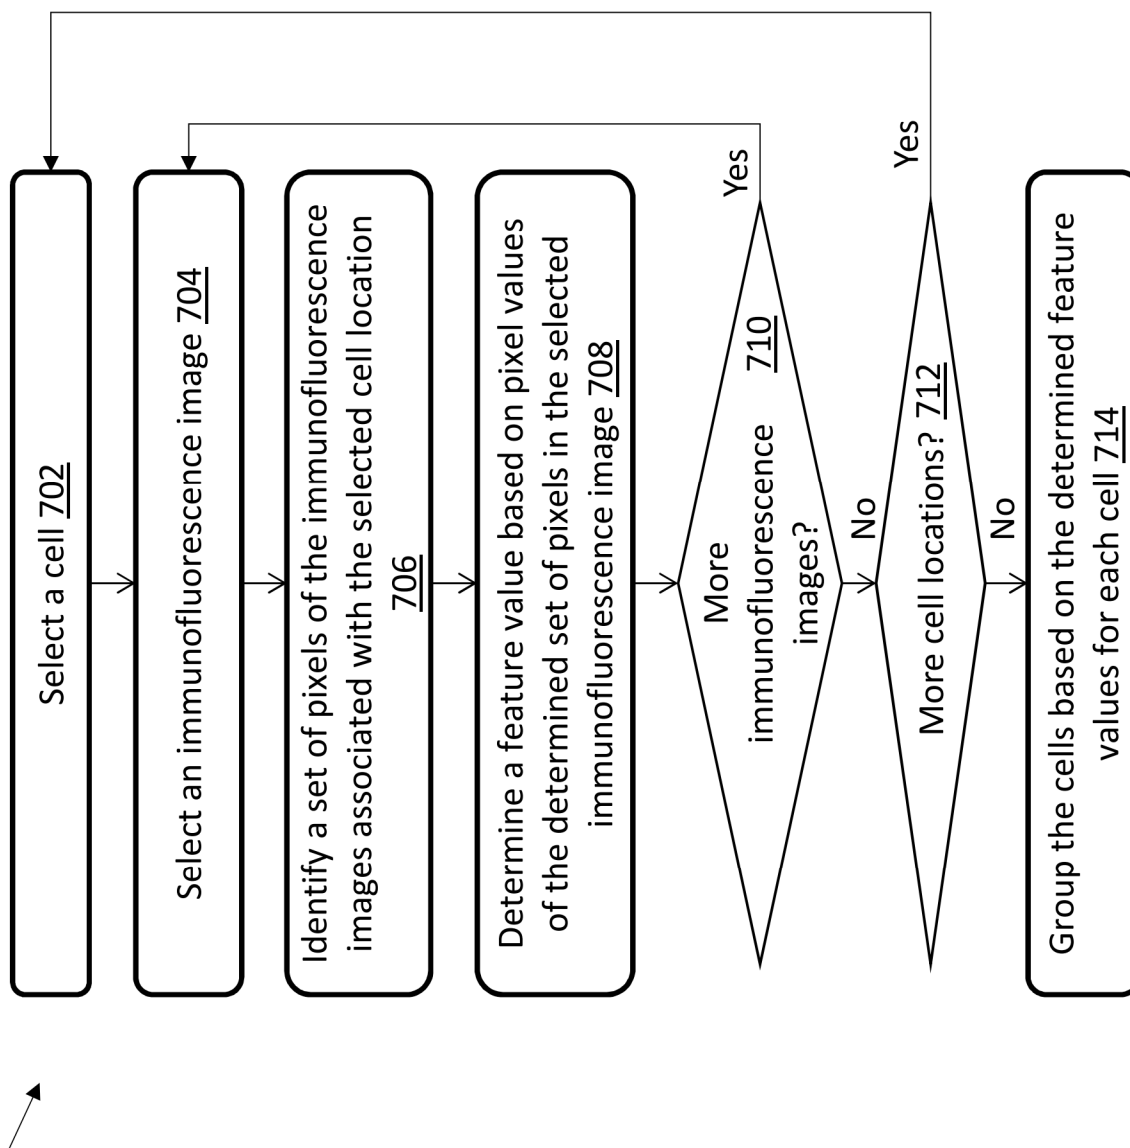 Select a cell 702
Select an immunofluorescence image 704
Identify a set of pixels of the immunofluorescence
images associated with the selected cell location
706
Determine a feature value based on pixel values
of the determined set of pixels in the selected
immunofluorescence image 708
More
immunofluorescence 710
images?
Yes
No
More cell locations? 712
Yes
No
Group the cells based on the determined feature
values for each cell 714